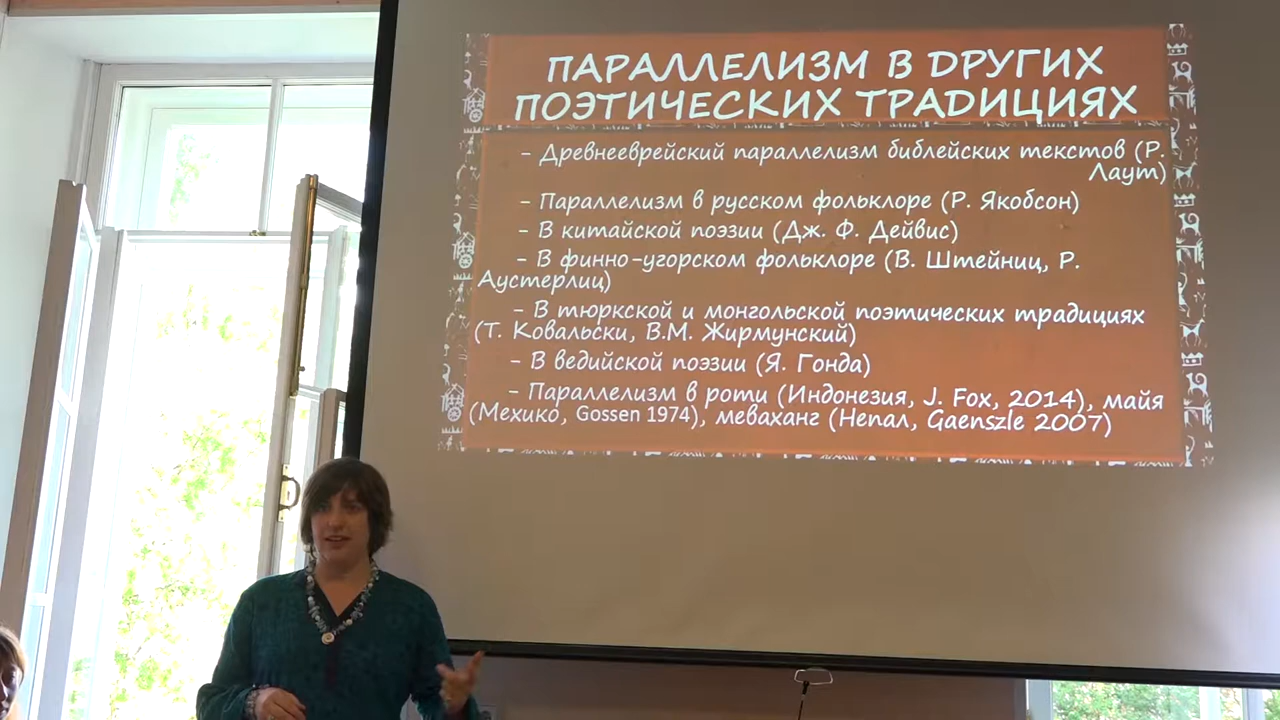 ПАРАЛЛЕЛИЗМ В ДРУГИХ
ПОЭТИЧЕСКИХ ТРАДИЦИЯХ
- Древнееврейский параллелизм библейских текстов (Р.
Лаут)
- Параллелизм в русском фольклоре (Р. Якобсон)
- В китайской поэзии (Дж. Ф. Дейвис)
- В финно-угорском фольклоре (В. Штейниц, Р.
Аустерлиц)
- В тюркской и монгольской поэтических традициях
(Т. Ковальски, В.М. Жирмунский)
- В ведийской поэзии (Я. Гонда)
- Параллелизм в роти (Индонезия, J. Fox, 2014), майя
(Мехико, Gossen 1974), меваханг (Непал, Gaenszle 2007)